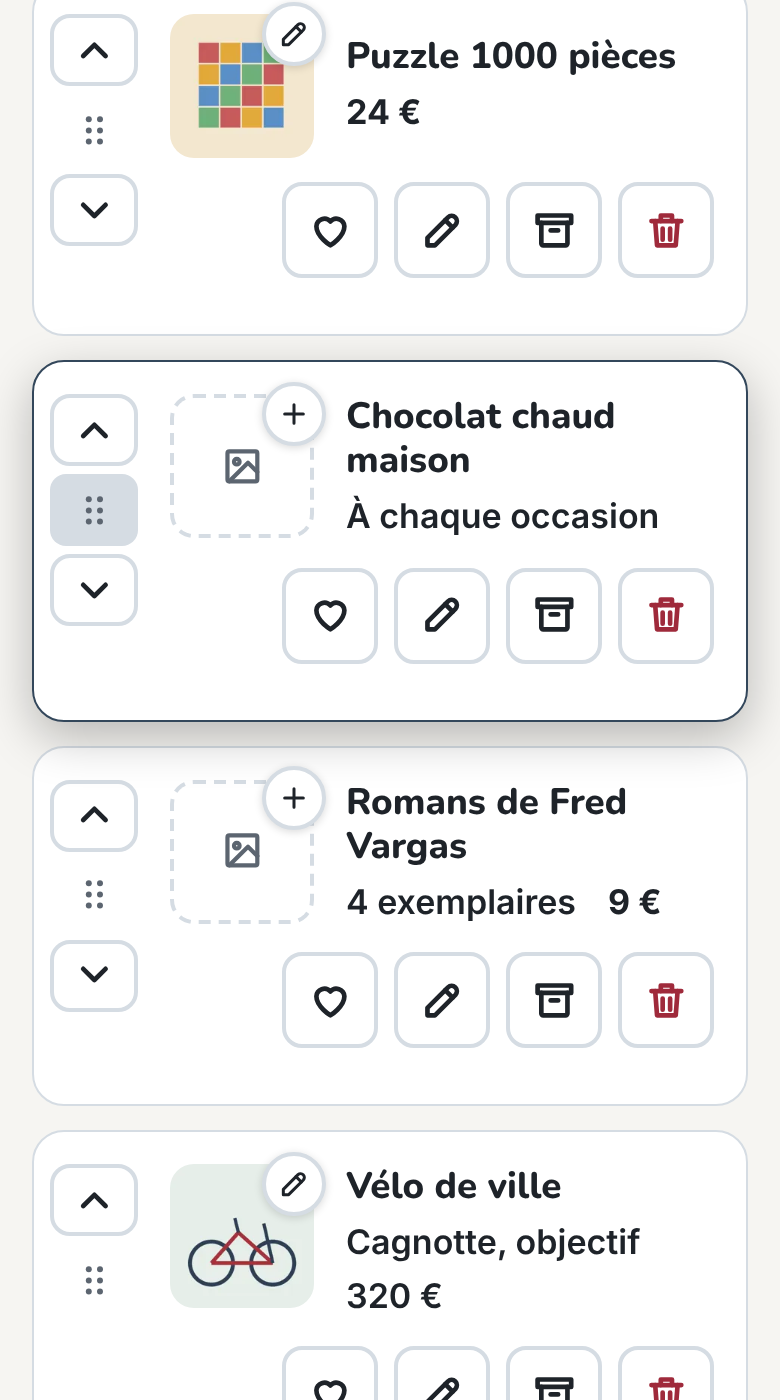 Puzzle 1000 pièces
24 €
Chocolat chaud
maison
À chaque occasion
Romans de Fred
Vargas
4 exemplaires 9 €
Vélo de ville
Cagnotte, objectif
320 €